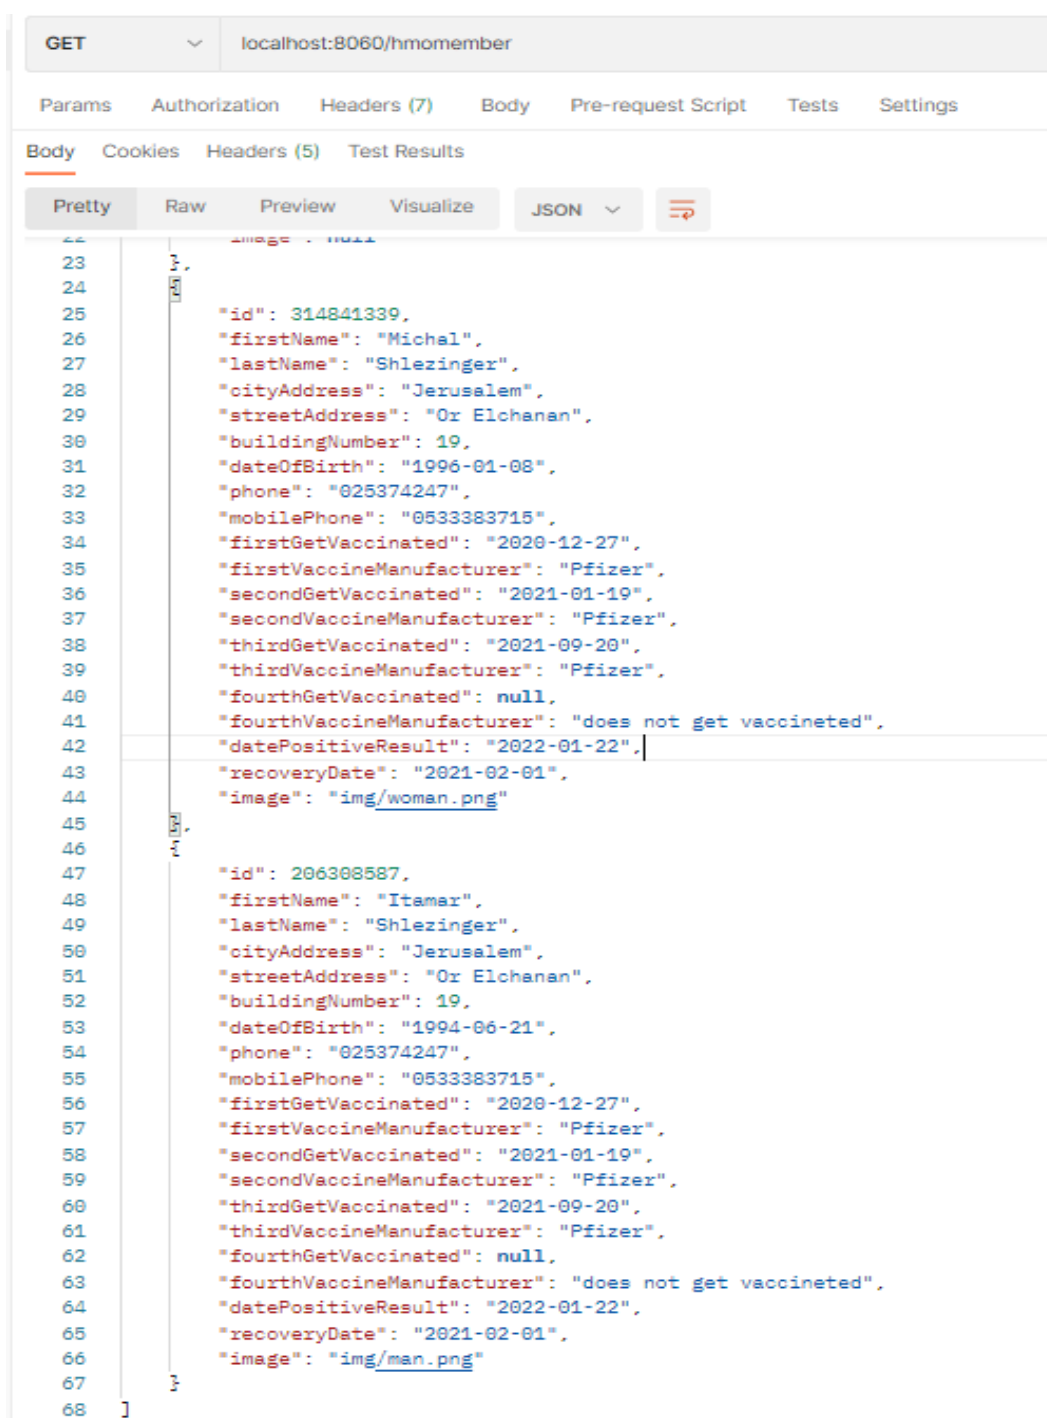 GET localhost:8060/hmomember
Params Authorization Headers (7) Body Pre-request Script Tests Settings
Body Cookies Headers (5) Test Results
Pretty Raw Preview Visualize JSON
22 "image": null
23 },
24 {
25 "id": 314841339,
26 "firstName": "Michal",
27 "lastName": "Shlezinger",
28 "cityAddress": "Jerusalem",
29 "streetAddress": "Or Elchanan",
30 "buildingNumber": 19,
31 "dateOfBirth": "1996-01-08",
32 "phone": "025374247",
33 "mobilePhone": "0533383715",
34 "firstGetVaccinated": "2020-12-27",
35 "firstVaccineManufacturer": "Pfizer",
36 "secondGetVaccinated": "2021-01-19",
37 "secondVaccineManufacturer": "Pfizer",
38 "thirdGetVaccinated": "2021-09-20",
39 "thirdVaccineManufacturer": "Pfizer",
40 "fourthGetVaccinated": null,
41 "fourthVaccineManufacturer": "does not get vaccineted",
42 "datePositiveResult": "2022-01-22",
43 "recoveryDate": "2021-02-01",
44 "image": "img/woman.png"
45 },
46 {
47 "id": 206308587,
48 "firstName": "Itamar",
49 "lastName": "Shlezinger",
50 "cityAddress": "Jerusalem",
51 "streetAddress": "Or Elchanan",
52 "buildingNumber": 19,
53 "dateOfBirth": "1994-06-21",
54 "phone": "025374247",
55 "mobilePhone": "0533383715",
56 "firstGetVaccinated": "2020-12-27",
57 "firstVaccineManufacturer": "Pfizer",
58 "secondGetVaccinated": "2021-01-19",
59 "secondVaccineManufacturer": "Pfizer",
60 "thirdGetVaccinated": "2021-09-20",
61 "thirdVaccineManufacturer": "Pfizer",
62 "fourthGetVaccinated": null,
63 "fourthVaccineManufacturer": "does not get vaccineted",
64 "datePositiveResult": "2022-01-22",
65 "recoveryDate": "2021-02-01",
66 "image": "img/man.png"
67 }
68 ]